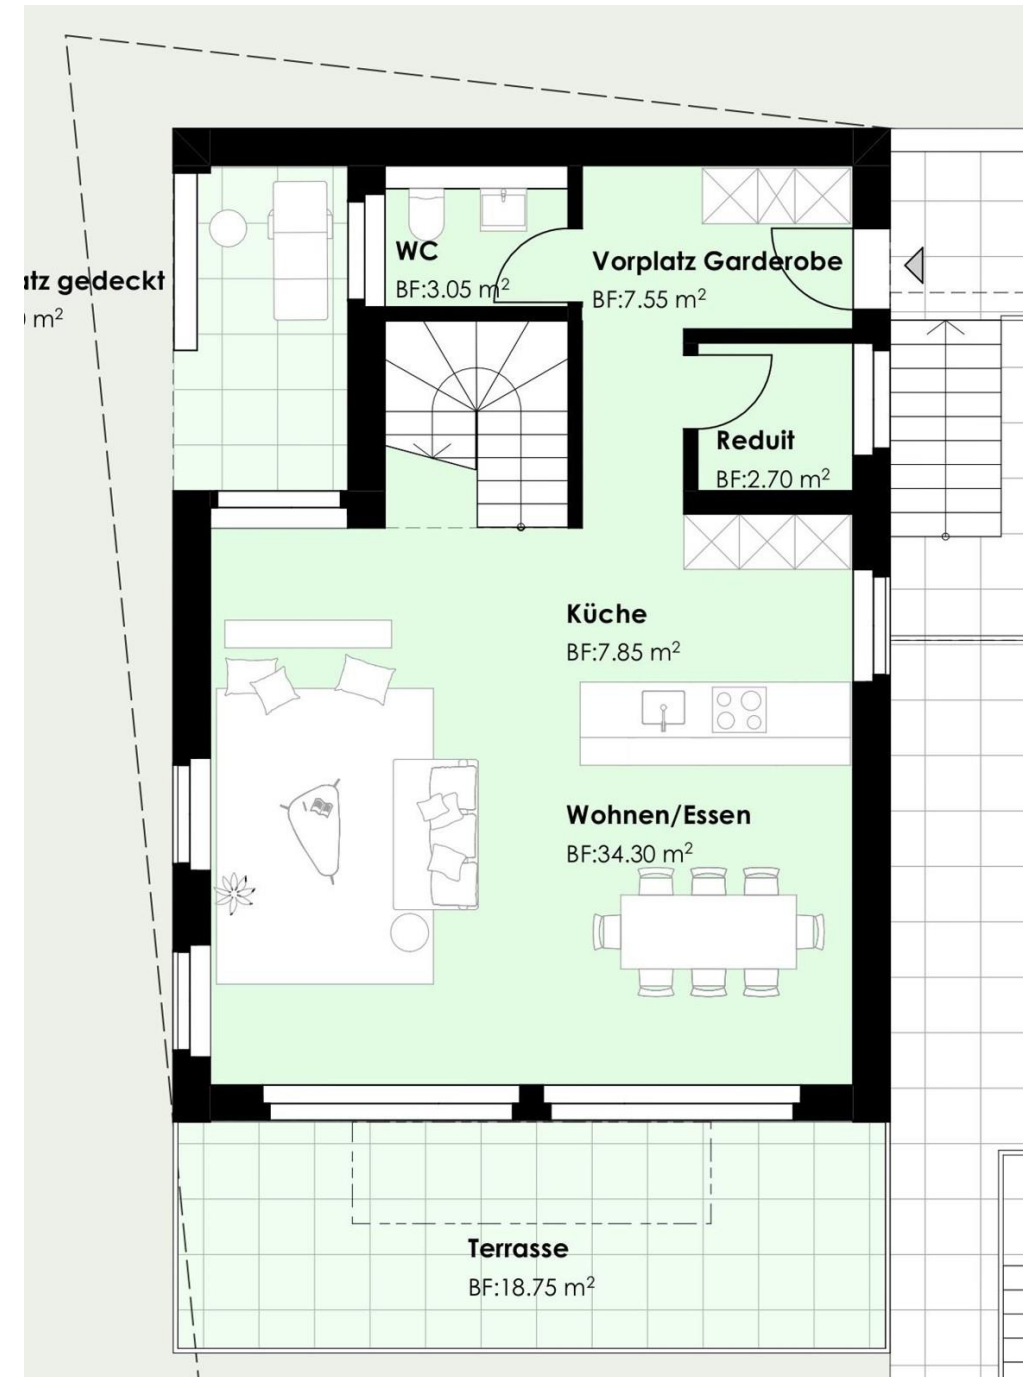 WC
BF:3.05 m²
Vorplatz Garderobe
BF:7.55 m²
gedeckt
m²
Reduit
BF:2.70 m²
Küche
BF:7.85 m²
Wohnen/Essen
BF:34.30 m²
Terrasse
BF:18.75 m²